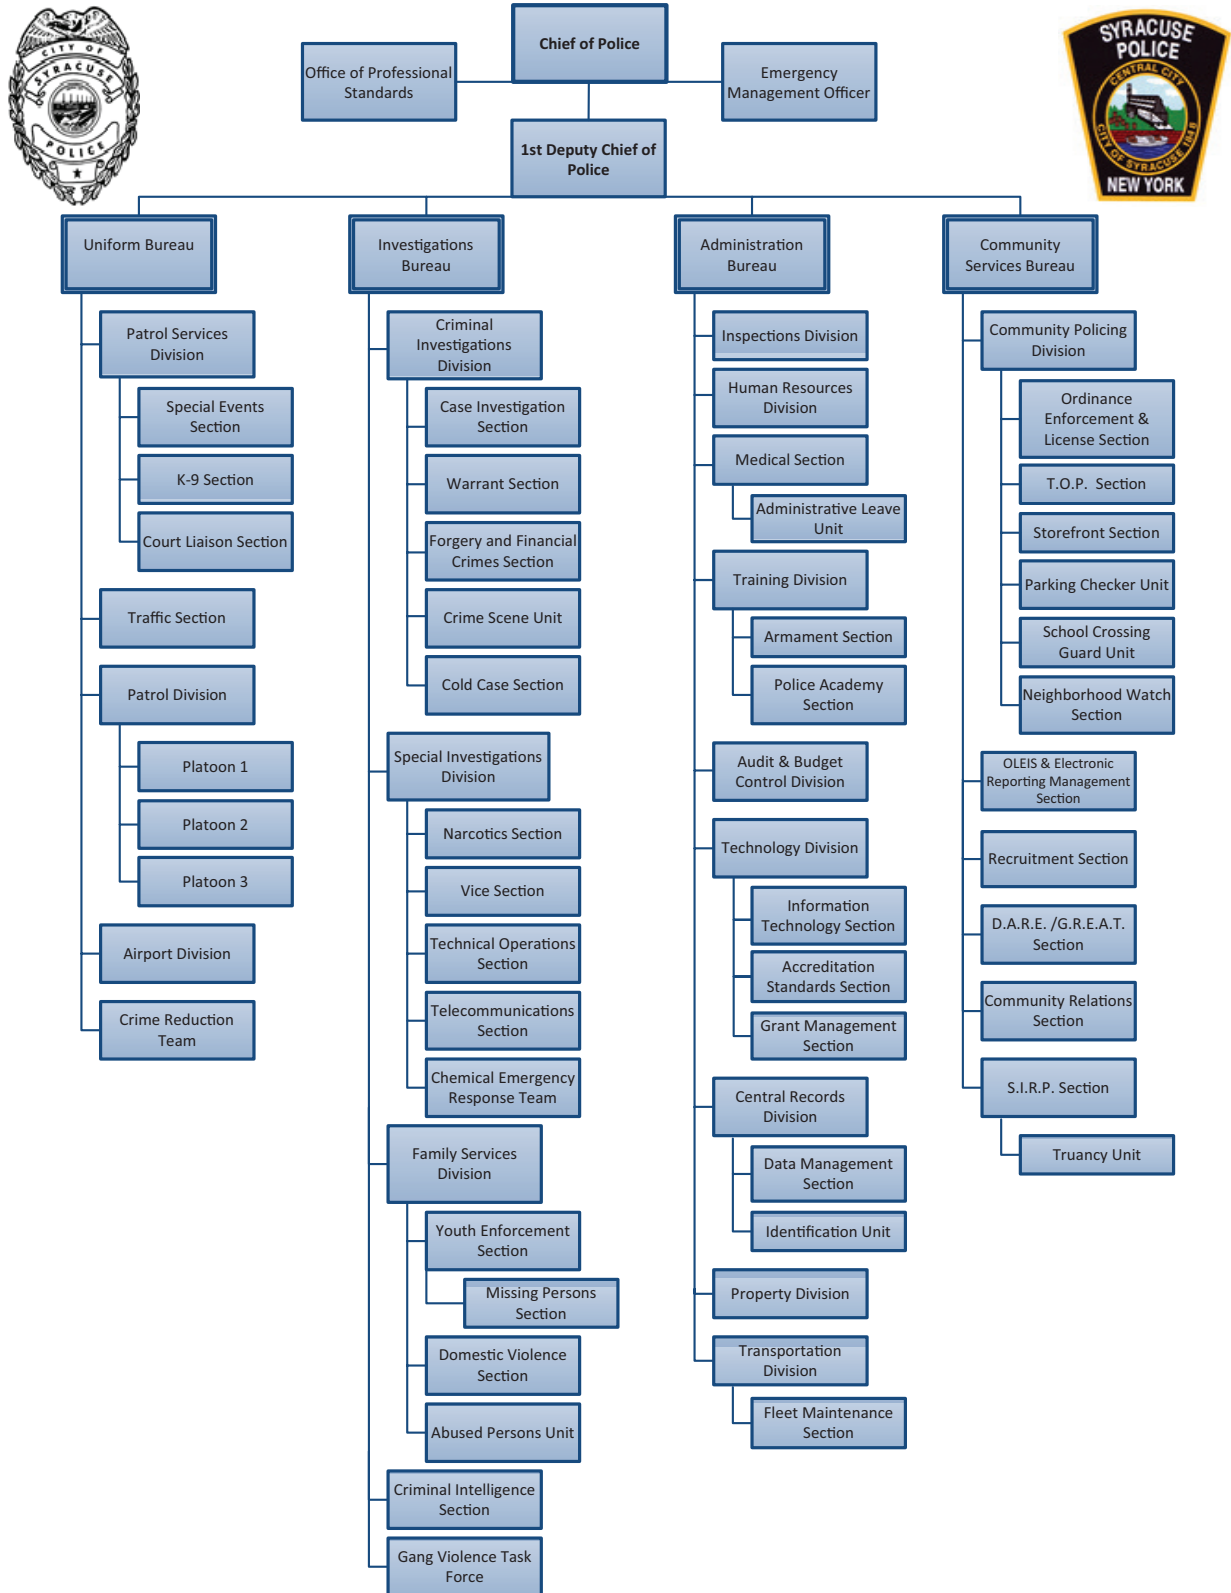 CITY OF
SYRACUSE
POLICE
SYRACUSE
POLICE
CENTRAL CITY
CITY OF SYRACUSE 1848
NEW YORK
Chief of Police
Office of Professional
Standards
Emergency
Management Officer
1st Deputy Chief of
Police
Uniform Bureau
Patrol Services
Division
Special Events
Section
K-9 Section
Court Liaison Section
Traffic Section
Patrol Division
Platoon 1
Platoon 2
Platoon 3
Airport Division
Crime Reduction
Team
Investigations
Bureau
Criminal
Investigations
Division
Case Investigation
Section
Warrant Section
Forgery and Financial
Crimes Section
Crime Scene Unit
Cold Case Section
Special Investigations
Division
Narcotics Section
Vice Section
Technical Operations
Section
Telecommunications
Section
Chemical Emergency
Response Team
Family Services
Division
Youth Enforcement
Section
Missing Persons
Section
Domestic Violence
Section
Abused Persons Unit
Criminal Intelligence
Section
Gang Violence Task
Force
Administration
Bureau
Inspections Division
Human Resources
Division
Medical Section
Administrative Leave
Unit
Training Division
Armament Section
Police Academy
Section
Audit & Budget
Control Division
Technology Division
Information
Technology Section
Accreditation
Standards Section
Grant Management
Section
Central Records
Division
Data Management
Section
Identification Unit
Property Division
Transportation
Division
Fleet Maintenance
Section
Community
Services Bureau
Community Policing
Division
Ordinance
Enforcement &
License Section
T.O.P. Section
Storefront Section
Parking Checker Unit
School Crossing
Guard Unit
Neighborhood Watch
Section
OLEIS & Electronic
Reporting Management
Section
Recruitment Section
D.A.R.E. /G.R.E.A.T.
Section
Community Relations
Section
S.I.R.P. Section
Truancy Unit